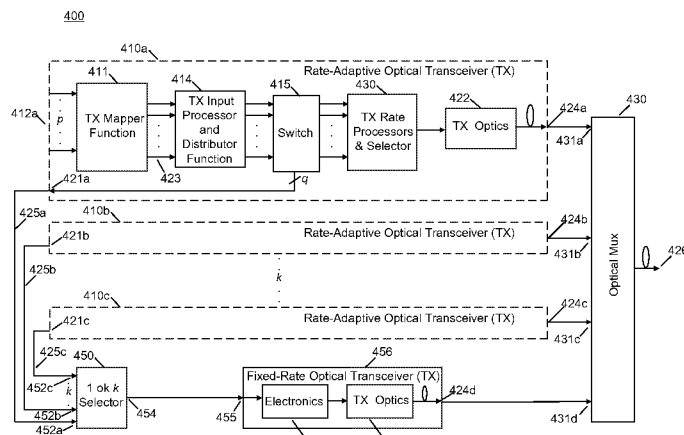 400
410a
Rate-Adaptive Optical Transceiver (TX)
411
414
415
430
422
430
412a
p
TX Mapper
Function
TX Input
Processor
and
Distributor
Function
Switch
TX Rate
Processors
& Selector
TX Optics
424a
431a
423
q
421a
425a
410b
Rate-Adaptive Optical Transceiver (TX)
421b
424b
431b
425b
k
Optical Mux
426
410c
Rate-Adaptive Optical Transceiver (TX)
421c
424c
431c
425c
450
456
452c
k
452b
452a
1 ok k
Selector
454
455
Fixed-Rate Optical Transceiver (TX)
Electronics
TX Optics
424d
431d